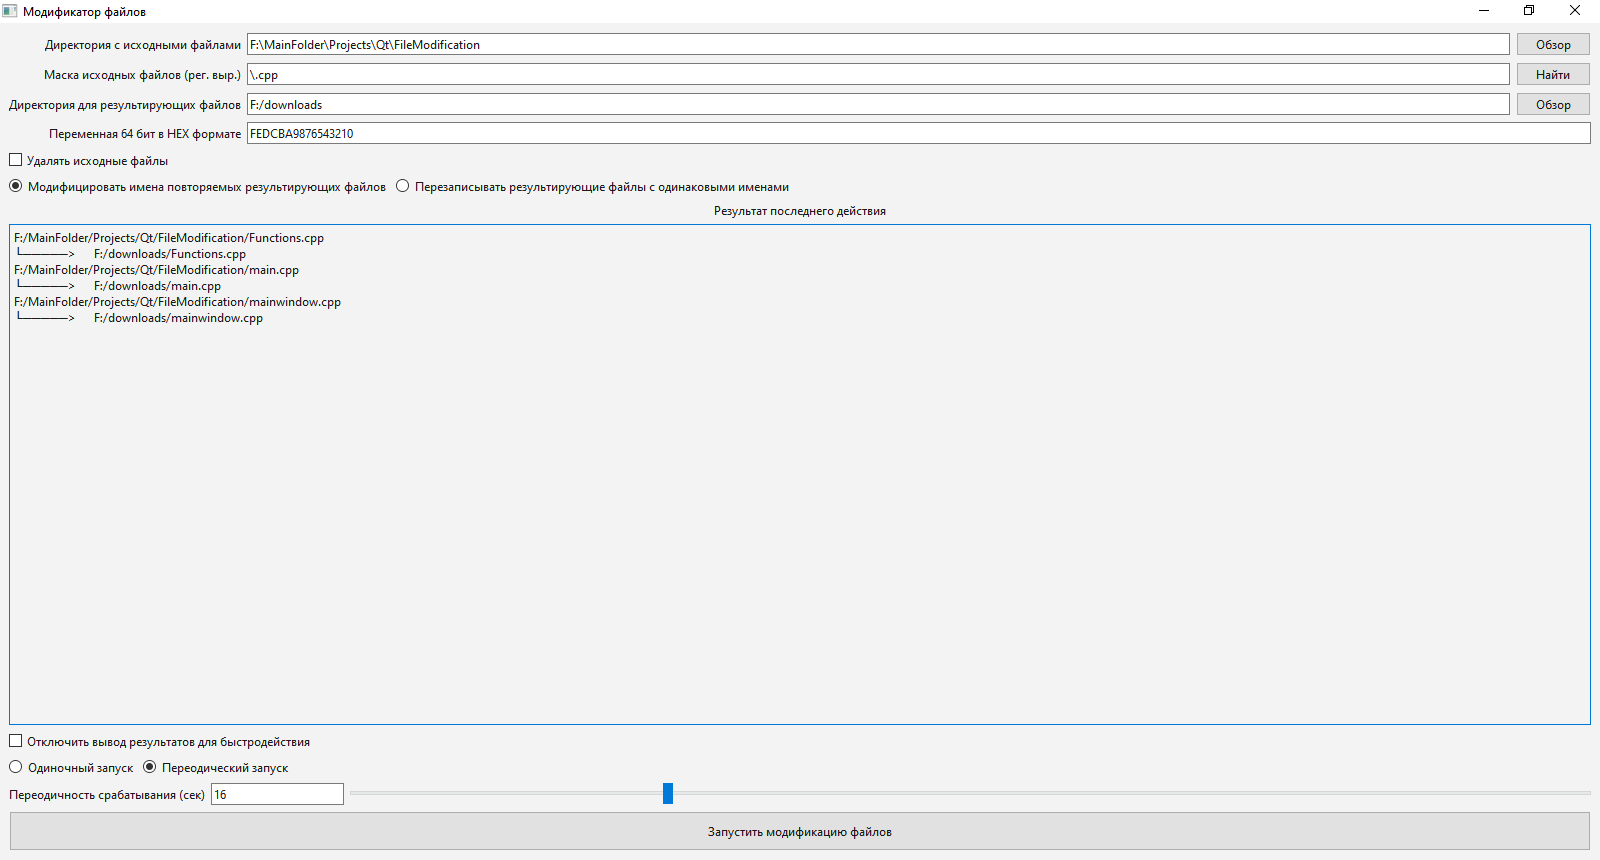 Модификатор файлов
Директория с исходными файлами F:\MainFolder\Projects\Qt\FileModification Обзор
Маска исходных файлов (рег. выр.) \.cpp Найти
Директория для результирующих файлов F:/downloads Обзор
Переменная 64 бит в HEX формате FEDCBA9876543210
Удалять исходные файлы
Модифицировать имена повторяемых результирующих файлов Перезаписывать результирующие файлы с одинаковыми именами
Результат последнего действия
F:/MainFolder/Projects/Qt/FileModification/Functions.cpp
└─────> F:/downloads/Functions.cpp
F:/MainFolder/Projects/Qt/FileModification/main.cpp
└─────> F:/downloads/main.cpp
F:/MainFolder/Projects/Qt/FileModification/mainwindow.cpp
└─────> F:/downloads/mainwindow.cpp
Отключить вывод результатов для быстродействия
Одиночный запуск Переодический запуск
Переодичность срабатывания (сек) 16
Запустить модификацию файлов